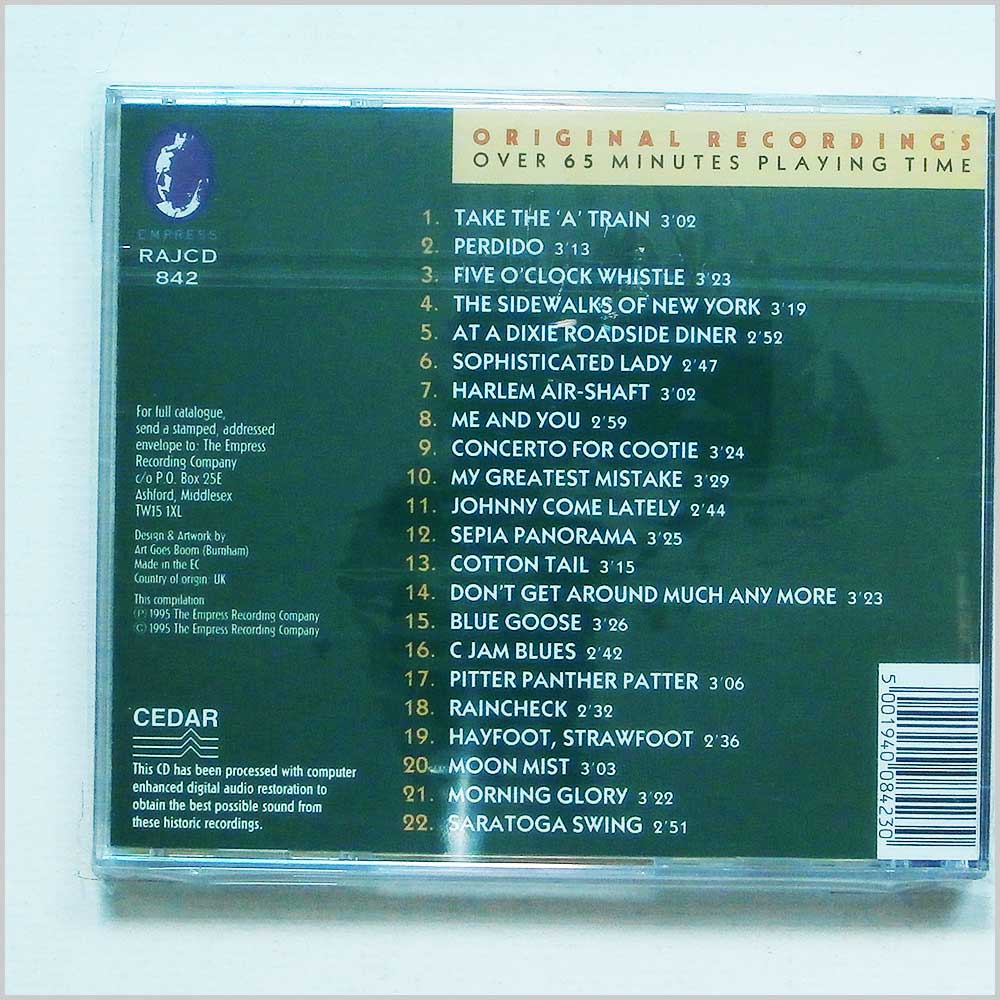 ORIGINAL RECORDINGS
OVER 65 MINUTES PLAYING TIME
EMPRESS
RAJCD
842
1. TAKE THE 'A' TRAIN 3'02
2. PERDIDO 3'13
3. FIVE O'CLOCK WHISTLE 3'23
4. THE SIDEWALKS OF NEW YORK 3'19
5. AT A DIXIE ROADSIDE DINER 2'52
6. SOPHISTICATED LADY 2'47
7. HARLEM AIR-SHAFT 3'02
8. ME AND YOU 2'59
9. CONCERTO FOR COOTIE 3'24
10. MY GREATEST MISTAKE 3'29
11. JOHNNY COME LATELY 2'44
12. SEPIA PANORAMA 3'25
13. COTTON TAIL 3'15
14. DON'T GET AROUND MUCH ANY MORE 3'23
15. BLUE GOOSE 3'26
16. C JAM BLUES 2'42
17. PITTER PANTHER PATTER 3'06
18. RAINCHECK 2'32
19. HAYFOOT, STRAWFOOT 2'36
20. MOON MIST 3'03
21. MORNING GLORY 3'22
22. SARATOGA SWING 2'51
For full catalogue,
send a stamped, addressed
envelope to: The Empress
Recording Company
c/o P.O. Box 25E
Ashford, Middlesex
TW15 1XL
Design & Artwork by
Art Goes Boom (Burnham)
Made in the EC
Country of origin: UK
This compilation
Ⓟ 1995 The Empress Recording Company
© 1995 The Empress Recording Company
CEDAR
This CD has been processed with computer
enhanced digital audio restoration to
obtain the best possible sound from
these historic recordings.
5 001940 084230